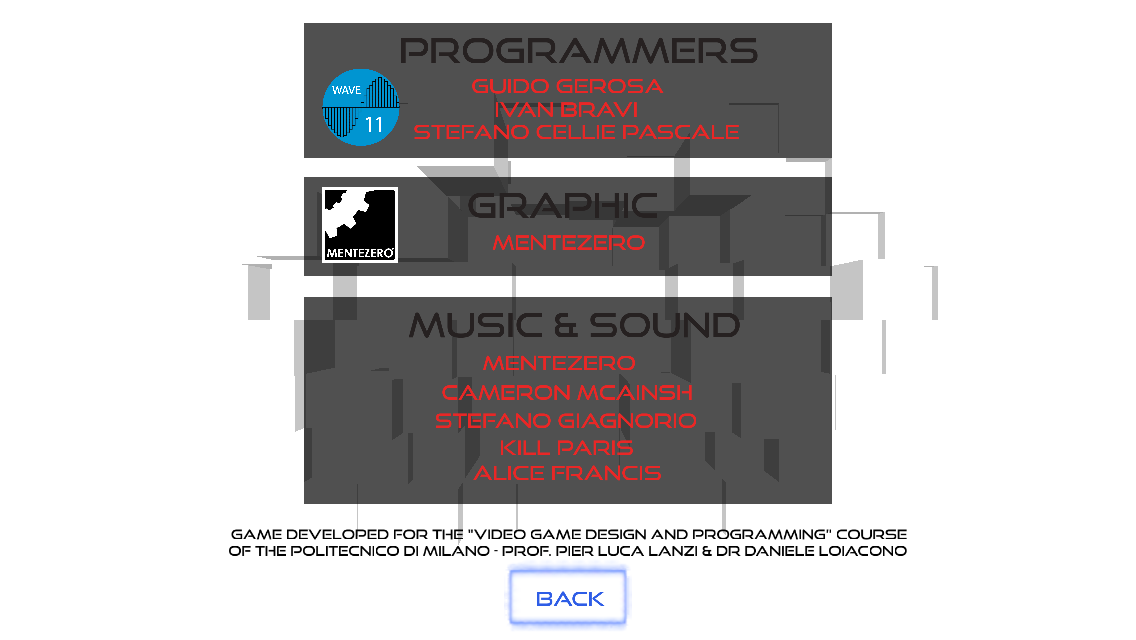 PROGRAMMERS
WAVE
11
GUIDO GEROSA
IVAN BRAVI
STEFANO CELLIE PASCALE
GRAPHIC
MENTEZERO
MENTEZERO
MUSIC & SOUND
MENTEZERO
CAMERON MCAINSH
STEFANO GIAGNORIO
KILL PARIS
ALICE FRANCIS
GAME DEVELOPED FOR THE "VIDEO GAME DESIGN AND PROGRAMMING" COURSE
OF THE POLITECNICO DI MILANO - PROF. PIER LUCA LANZI & DR DANIELE LOIACONO
BACK